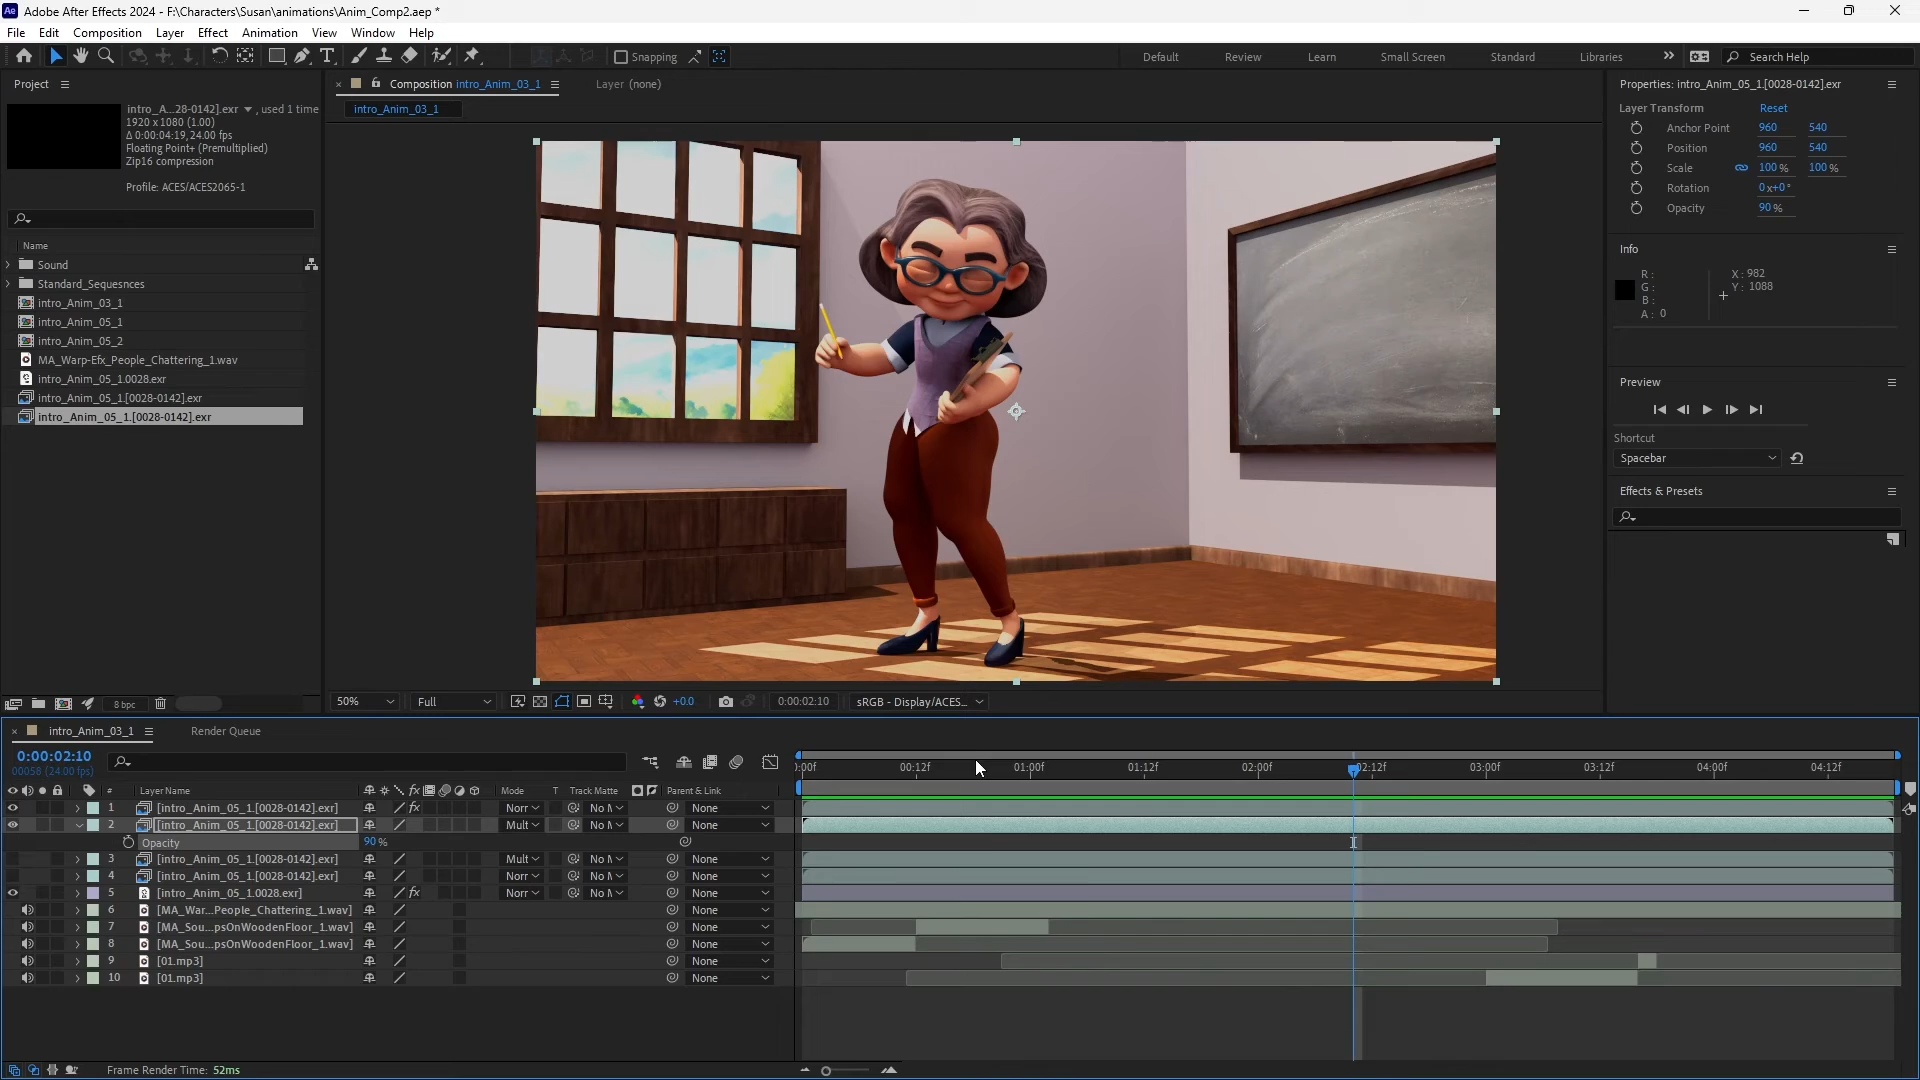 Adobe After Effects 2024 - F:\Characters\Susan\animations\Anim_Comp2.aep *
File Edit Composition Layer Effect Animation View Window Help
Snapping Default Review Learn Small Screen Standard Libraries Search Help
Project
intro_A...28-0142].exr , used 1 time
1920 x 1080 (1.00)
Δ 0:00:04:19, 24.00 fps
Floating Point+ (Premultiplied)
Zip16 compression
Profile: ACES/ACES2065-1
Name
Sound
Standard_Sequesnces
intro_Anim_03_1
intro_Anim_05_1
intro_Anim_05_2
MA_Warp-Efx_People_Chattering_1.wav
intro_Anim_05_1.0028.exr
intro_Anim_05_1.[0028-0142].exr
intro_Anim_05_1.[0028-0142].exr
8 bpc
Composition intro_Anim_03_1 Layer (none)
intro_Anim_03_1
50% Full +0.0 0:00:02:10 sRGB - Display/ACES...
Properties: intro_Anim_05_1.[0028-0142].exr
Layer Transform Reset
Anchor Point 960 540
Position 960 540
Scale 100 % 100 %
Rotation 0 x+0 °
Opacity 90 %
Info
R : X : 982
G : Y : 1088
B :
A : 0
Preview
Shortcut
Spacebar
Effects & Presets
intro_Anim_03_1 Render Queue
0:00:02:10
00058 (24.00 fps)
:00f 00:12f 01:00f 01:12f 02:00f 02:12f 03:00f 03:12f 04:00f 04:12f
# Layer Name fx Mode T Track Matte Parent & Link
1 [intro_Anim_05_1.[0028-0142].exr] fx Norr No M None
2 [intro_Anim_05_1.[0028-0142].exr] Mult No M None
Opacity 90 %
3 [intro_Anim_05_1.[0028-0142].exr] Mult No M None
4 [intro_Anim_05_1.[0028-0142].exr] Norr No M None
5 [intro_Anim_05_1.0028.exr] fx Norr No M None
6 [MA_War...People_Chattering_1.wav] None
7 [MA_Sou...psOnWoodenFloor_1.wav] None
8 [MA_Sou...psOnWoodenFloor_1.wav] None
9 [01.mp3] None
10 [01.mp3] None
Frame Render Time: 52ms